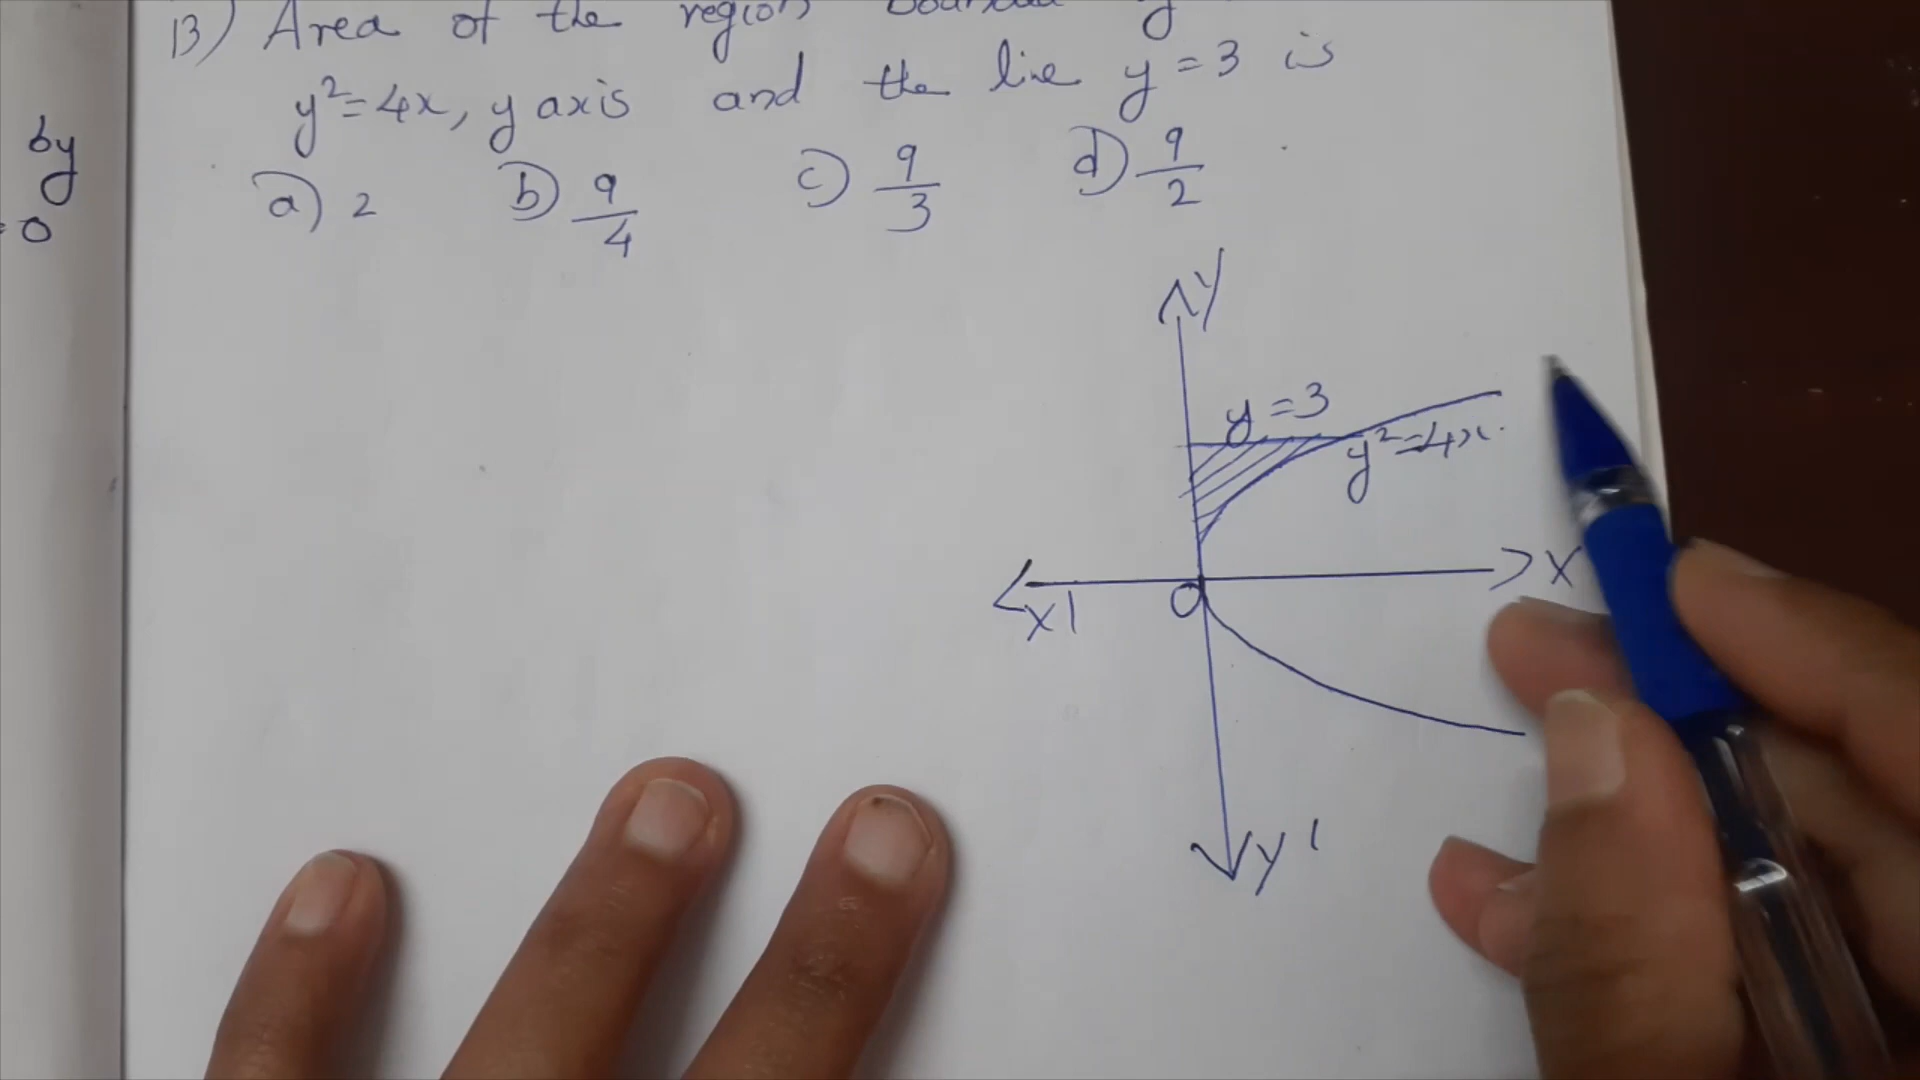 13) Area of the region bounded
y²=4x, y axis and the line y=3 is
a) 2 b) 9/4 c) 9/3 d) 9/2
by
=0
Y
y=3
y²=4x
X
X'
O
Y'